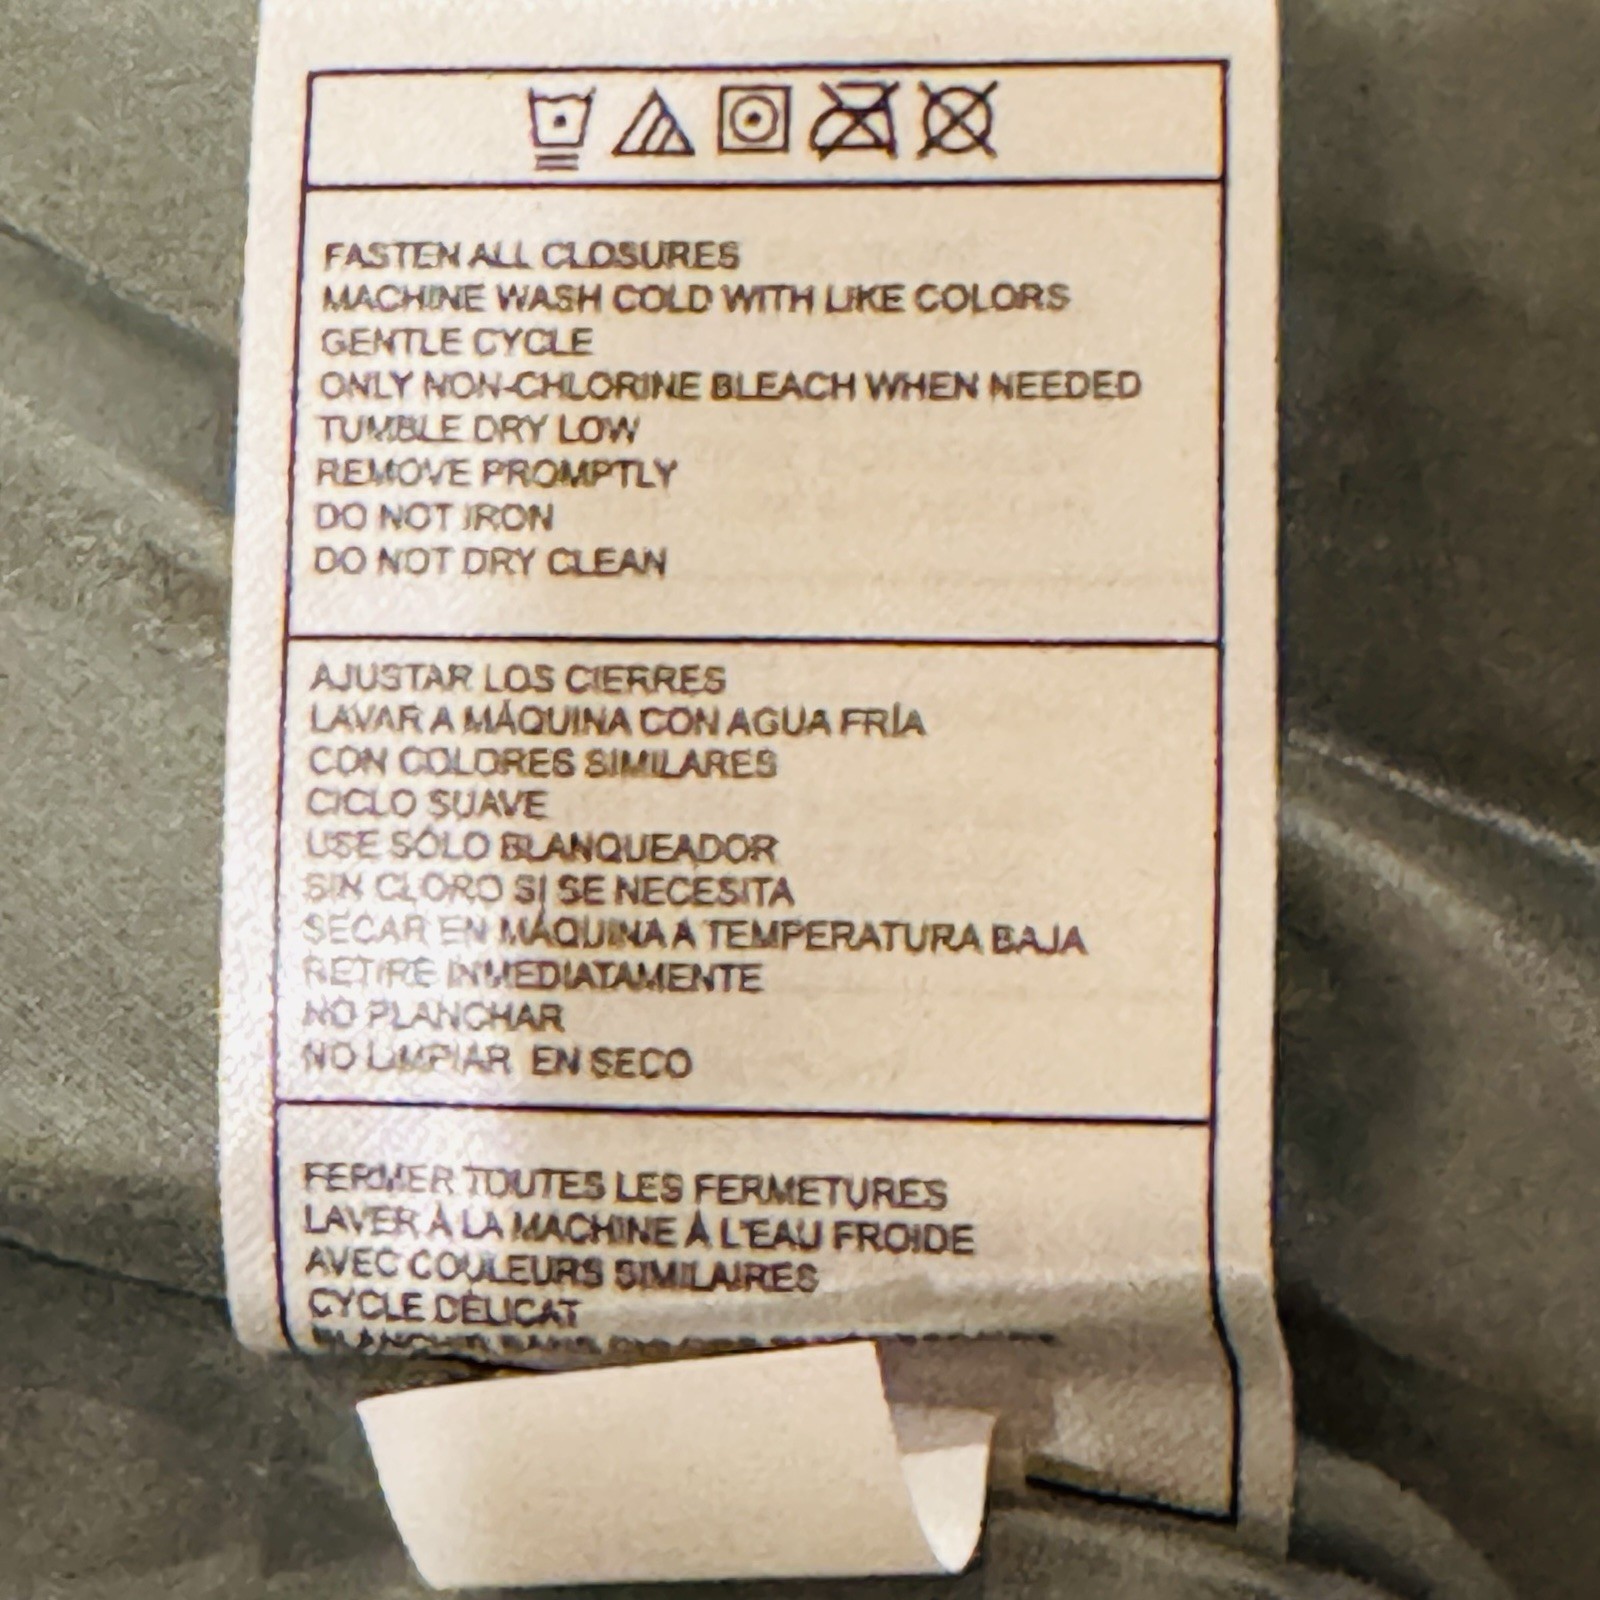 FASTEN ALL CLOSURES
MACHINE WASH COLD WITH LIKE COLORS
GENTLE CYCLE
ONLY NON-CHLORINE BLEACH WHEN NEEDED
TUMBLE DRY LOW
REMOVE PROMPTLY
DO NOT IRON
DO NOT DRY CLEAN
AJUSTAR LOS CIERRES
LAVAR A MÁQUINA CON AGUA FRÍA
CON COLORES SIMILARES
CICLO SUAVE
USE SÓLO BLANQUEADOR
SIN CLORO SI SE NECESITA
SECAR EN MÁQUINA A TEMPERATURA BAJA
RETIRE INMEDIATAMENTE
NO PLANCHAR
NO LIMPIAR EN SECO
FERMER TOUTES LES FERMETURES
LAVER À LA MACHINE À L'EAU FROIDE
AVEC COULEURS SIMILAIRES
CYCLE DÉLICAT